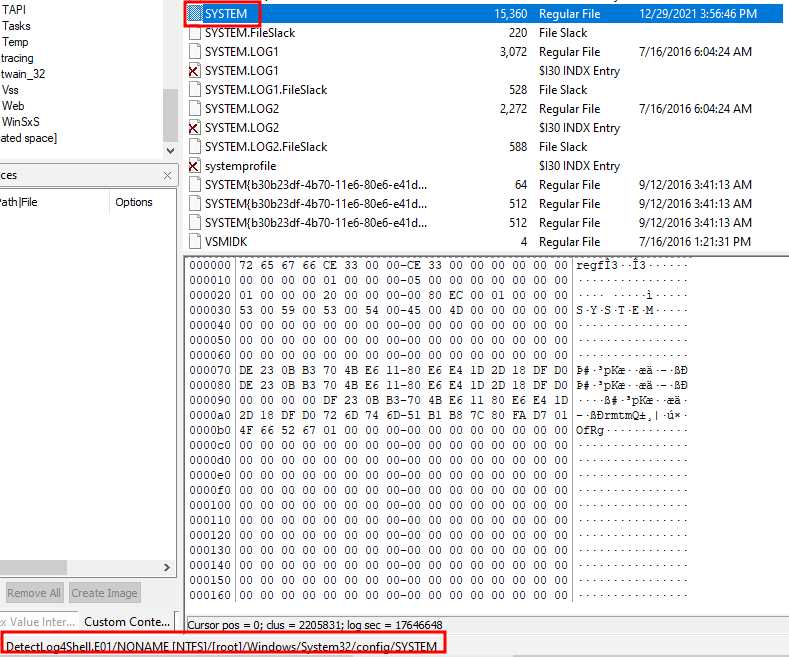 TAPI
Tasks
Temp
tracing
twain_32
Vss
Web
WinSxS
ated space]
ces
Path|File Options
Remove All Create Image
ex Value Inter... Custom Conte...
SYSTEM 15,360 Regular File 12/29/2021 3:56:46 PM
SYSTEM.FileSlack 220 File Slack
SYSTEM.LOG1 3,072 Regular File 7/16/2016 6:04:24 AM
SYSTEM.LOG1 $I30 INDX Entry
SYSTEM.LOG1.FileSlack 528 File Slack
SYSTEM.LOG2 2,272 Regular File 7/16/2016 6:04:24 AM
SYSTEM.LOG2 $I30 INDX Entry
SYSTEM.LOG2.FileSlack 588 File Slack
systemprofile $I30 INDX Entry
SYSTEM{b30b23df-4b70-11e6-80e6-e41d... 64 Regular File 9/12/2016 3:41:13 AM
SYSTEM{b30b23df-4b70-11e6-80e6-e41d... 512 Regular File 9/12/2016 3:41:13 AM
SYSTEM{b30b23df-4b70-11e6-80e6-e41d... 512 Regular File 9/12/2016 3:41:13 AM
VSMIDK 4 Regular File 7/16/2016 1:21:31 PM
000000 72 65 67 66 CE 33 00 00-CE 33 00 00 00 00 00 00 regfÎ3··Î3······
000010 00 00 00 00 01 00 00 00-05 00 00 00 00 00 00 00 ················
000020 01 00 00 00 20 00 00 00-00 80 EC 00 01 00 00 00 ···· ·····ì·····
000030 53 00 59 00 53 00 54 00-45 00 4D 00 00 00 00 00 S·Y·S·T·E·M·····
000040 00 00 00 00 00 00 00 00-00 00 00 00 00 00 00 00 ················
000050 00 00 00 00 00 00 00 00-00 00 00 00 00 00 00 00 ················
000060 00 00 00 00 00 00 00 00-00 00 00 00 00 00 00 00 ················
000070 DE 23 0B B3 70 4B E6 11-80 E6 E4 1D 2D 18 DF D0 Þ#·³pKæ··æä·-·ßÐ
000080 DE 23 0B B3 70 4B E6 11-80 E6 E4 1D 2D 18 DF D0 Þ#·³pKæ··æä·-·ßÐ
000090 00 00 00 00 DF 23 0B B3-70 4B E6 11 80 E6 E4 1D ····ß#·³pKæ··æä·
0000a0 2D 18 DF D0 72 6D 74 6D-51 B1 B8 7C 80 FA D7 01 -·ßÐrmtmQ±¸|·ú×·
0000b0 4F 66 52 67 01 00 00 00-00 00 00 00 00 00 00 00 OfRg············
0000c0 00 00 00 00 00 00 00 00-00 00 00 00 00 00 00 00 ················
0000d0 00 00 00 00 00 00 00 00-00 00 00 00 00 00 00 00 ················
0000e0 00 00 00 00 00 00 00 00-00 00 00 00 00 00 00 00 ················
0000f0 00 00 00 00 00 00 00 00-00 00 00 00 00 00 00 00 ················
000100 00 00 00 00 00 00 00 00-00 00 00 00 00 00 00 00 ················
000110 00 00 00 00 00 00 00 00-00 00 00 00 00 00 00 00 ················
000120 00 00 00 00 00 00 00 00-00 00 00 00 00 00 00 00 ················
000130 00 00 00 00 00 00 00 00-00 00 00 00 00 00 00 00 ················
000140 00 00 00 00 00 00 00 00-00 00 00 00 00 00 00 00 ················
000150 00 00 00 00 00 00 00 00-00 00 00 00 00 00 00 00 ················
000160 00 00 00 00 00 00 00 00-00 00 00 00 00 00 00 00 ················
Cursor pos = 0; clus = 2205831; log sec = 17646648
DetectLog4Shell.E01/NONAME [NTFS]/[root]/Windows/System32/config/SYSTEM